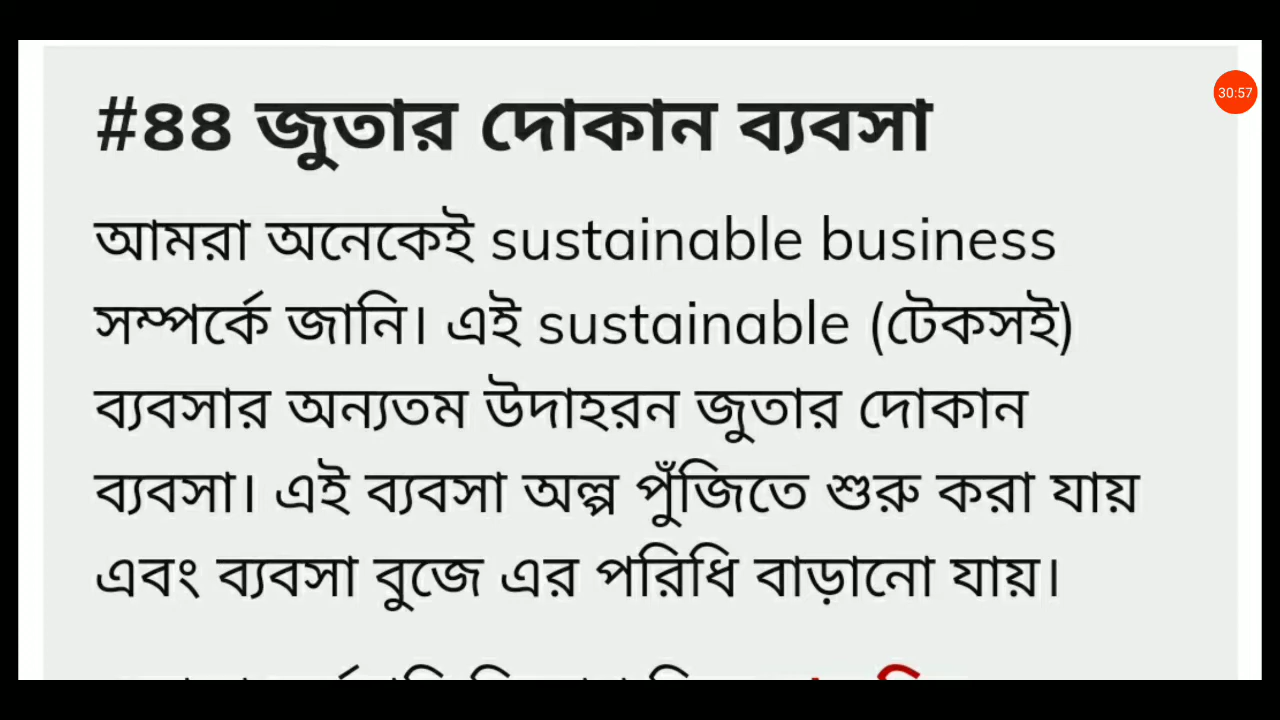 #৪৪ জুতার দোকান ব্যবসা
30:57
আমরা অনেকেই sustainable business
সম্পর্কে জানি। এই sustainable (টেকসই)
ব্যবসার অন্যতম উদাহরন জুতার দোকান
ব্যবসা। এই ব্যবসা অল্প পুঁজিতে শুরু করা যায়
এবং ব্যবসা বুজে এর পরিধি বাড়ানো যায়।